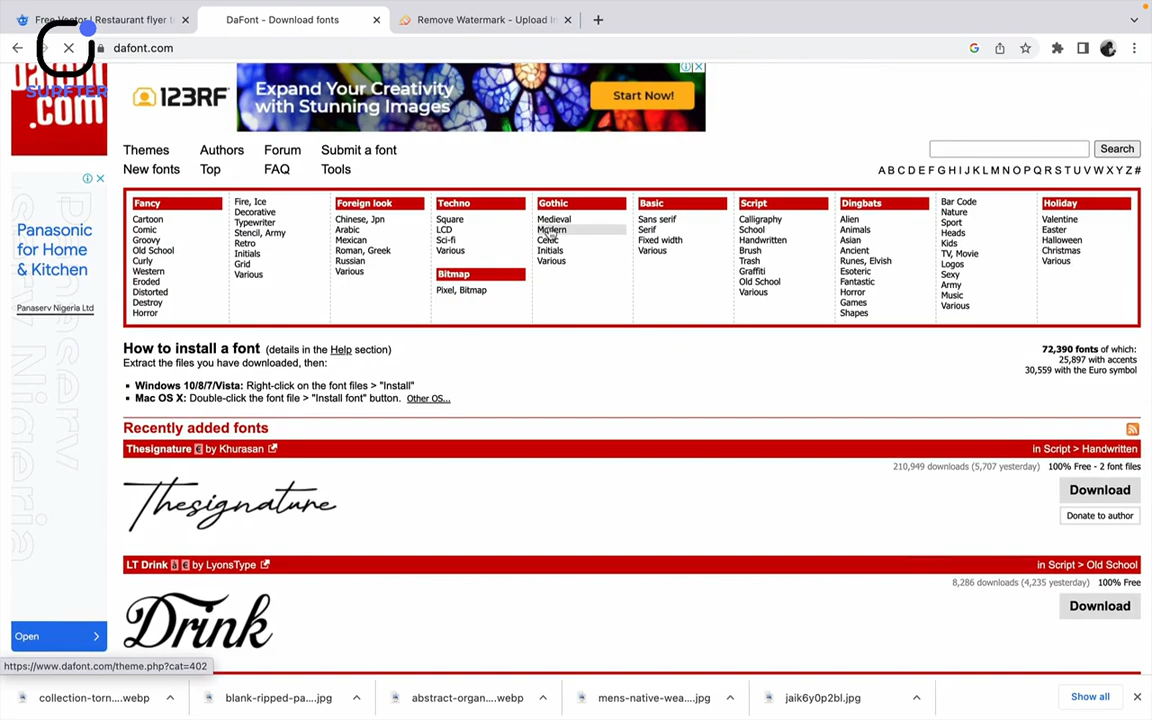 Free Vector | Restaurant flyer t
DaFont - Download fonts
Remove Watermark - Upload I
dafont.com
SURFTER
dafont
.com
123RF
Expand Your Creativity
with Stunning Images
Start Now!
Themes
Authors
Forum
Submit a font
New fonts
Top
FAQ
Tools
Search
A B C D E F G H I J K L M N O P Q R S T U V W X Y Z #
Panasonic
for Home
& Kitchen
Panaserv Nigeria Ltd
Panaserv Nigeria
Open
Fancy
Cartoon
Comic
Groovy
Old School
Curly
Western
Eroded
Distorted
Destroy
Horror
Fire, Ice
Decorative
Typewriter
Stencil, Army
Retro
Initials
Grid
Various
Foreign look
Chinese, Jpn
Arabic
Mexican
Roman, Greek
Russian
Various
Techno
Square
LCD
Sci-fi
Various
Bitmap
Pixel, Bitmap
Gothic
Medieval
Modern
Celtic
Initials
Various
Basic
Sans serif
Serif
Fixed width
Various
Script
Calligraphy
School
Handwritten
Brush
Trash
Graffiti
Old School
Various
Dingbats
Alien
Animals
Asian
Ancient
Runes, Elvish
Esoteric
Fantastic
Horror
Games
Shapes
Bar Code
Nature
Sport
Heads
Kids
TV, Movie
Logos
Sexy
Army
Music
Various
Holiday
Valentine
Easter
Halloween
Christmas
Various
How to install a font (details in the Help section)
Extract the files you have downloaded, then:
Windows 10/8/7/Vista: Right-click on the font files > "Install"
Mac OS X: Double-click the font file > "Install font" button. Other OS...
72,390 fonts of which:
25,897 with accents
30,559 with the Euro symbol
Recently added fonts
Thesignature € by Khurasan
in Script > Handwritten
210,949 downloads (5,707 yesterday) 100% Free - 2 font files
Thesignature
Download
Donate to author
LT Drink à € by LyonsType
in Script > Old School
8,286 downloads (4,235 yesterday) 100% Free
Drink
Download
https://www.dafont.com/theme.php?cat=402
collection-torn....webp
blank-ripped-pa....jpg
abstract-organ....webp
mens-native-wea....jpg
jaik6y0p2bl.jpg
Show all